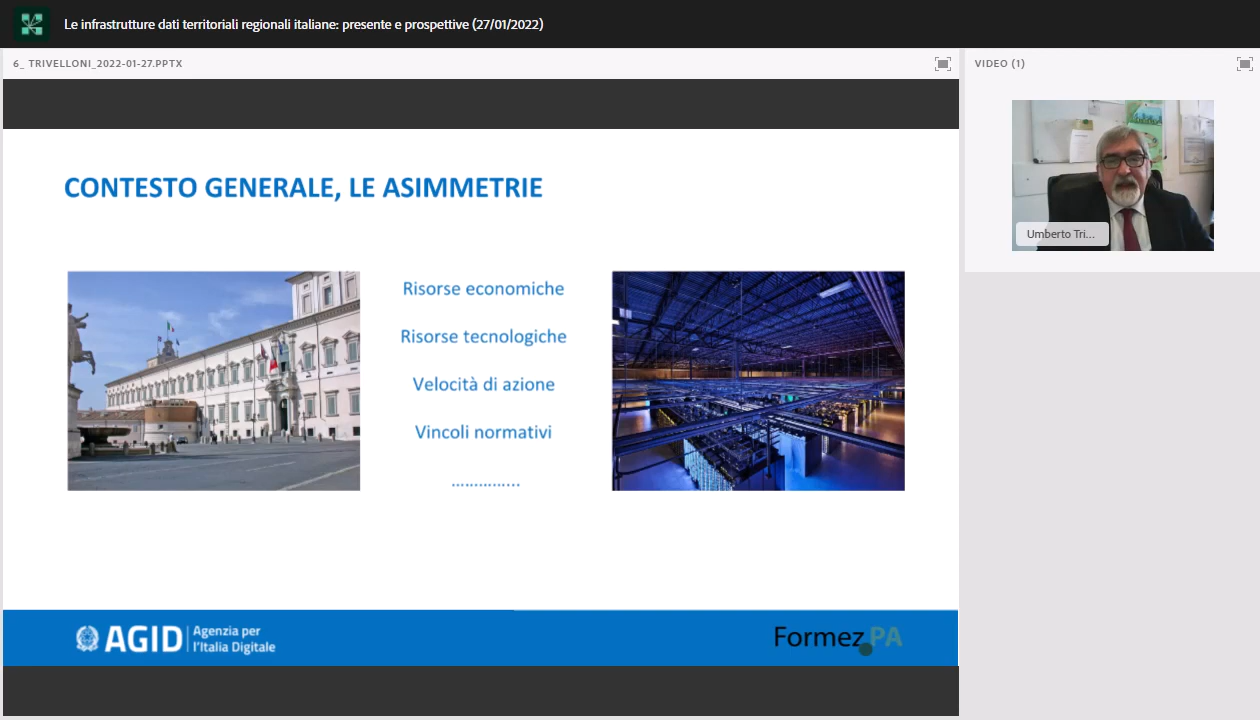 Le infrastrutture dati territoriali regionali italiane: presente e prospettive (27/01/2022)
6_ TRIVELLONI_2022-01-27.PPTX
VIDEO (1)
CONTESTO GENERALE, LE ASIMMETRIE
Risorse economiche
Risorse tecnologiche
Velocità di azione
Vincoli normativi
..............
Umberto Tri...
AGID
Agenzia per
l'Italia Digitale
Formez PA